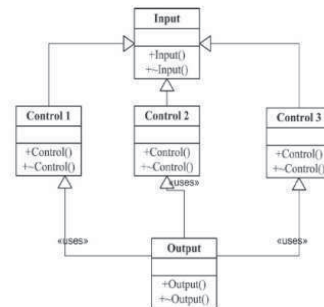 Input
+Input()
+~Input()
Control 1
+Control()
+~Control()
Control 2
+Control()
+~Control()
Control 3
+Control()
+~Control()
«uses»
«uses»
«uses»
Output
+Output()
+~Output()